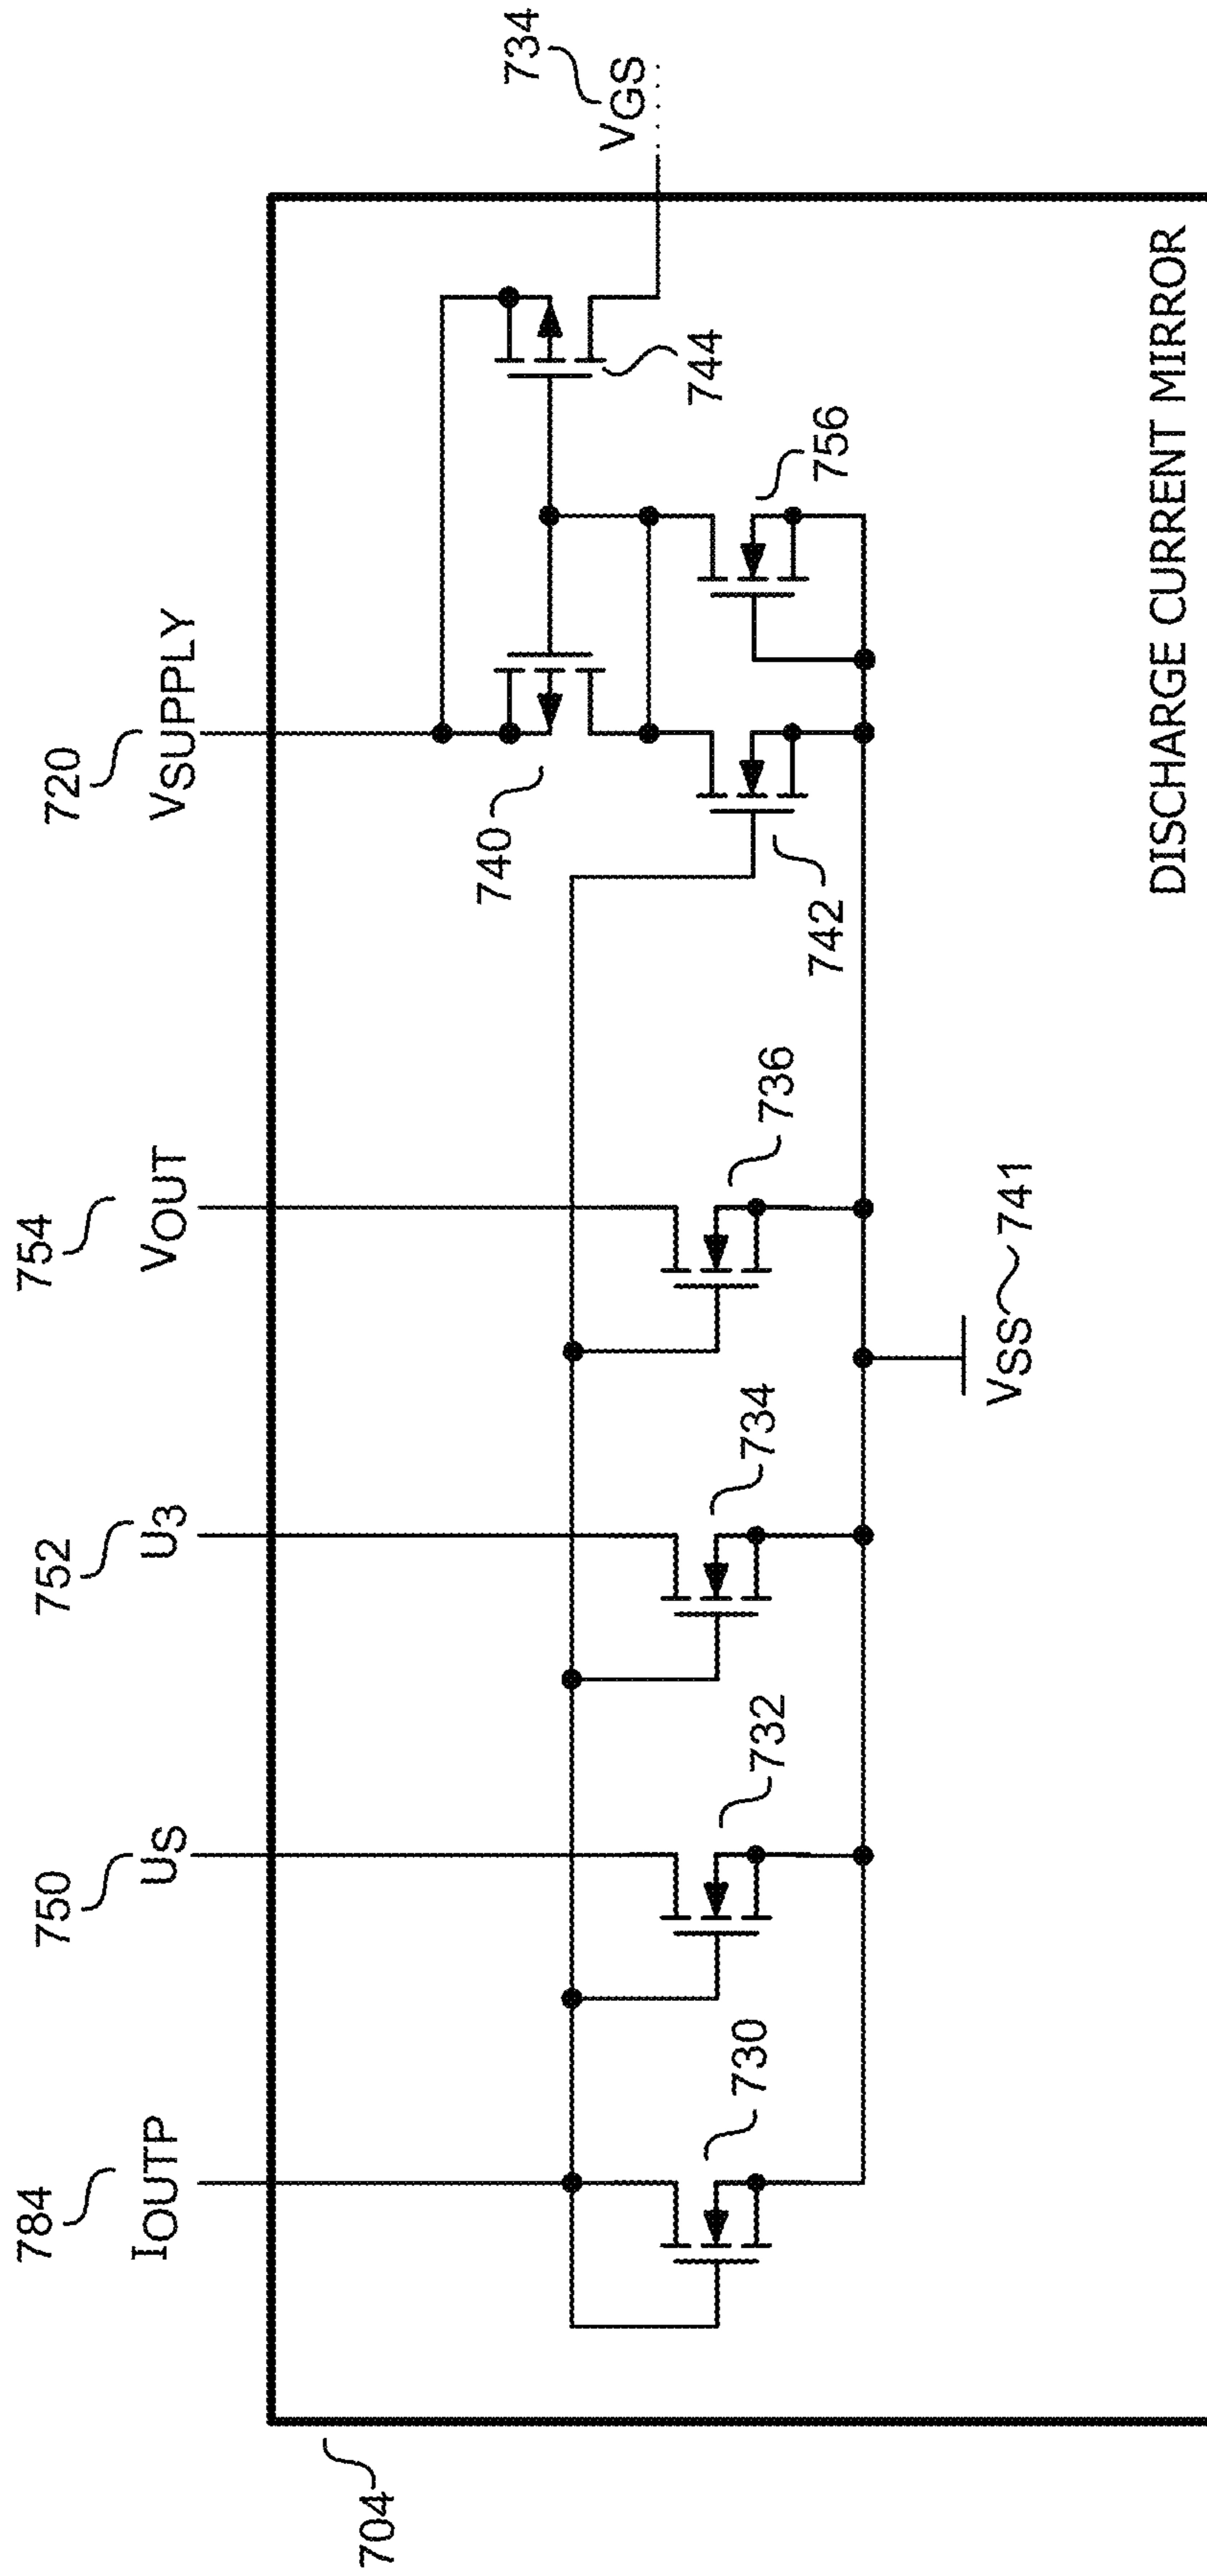 784
IOUTP
750
US
752
U3
754
VOUT
720
VSUPPLY
734
VGS
704
730
732
734
736
740
742
744
756
VSS 741
DISCHARGE CURRENT MIRROR